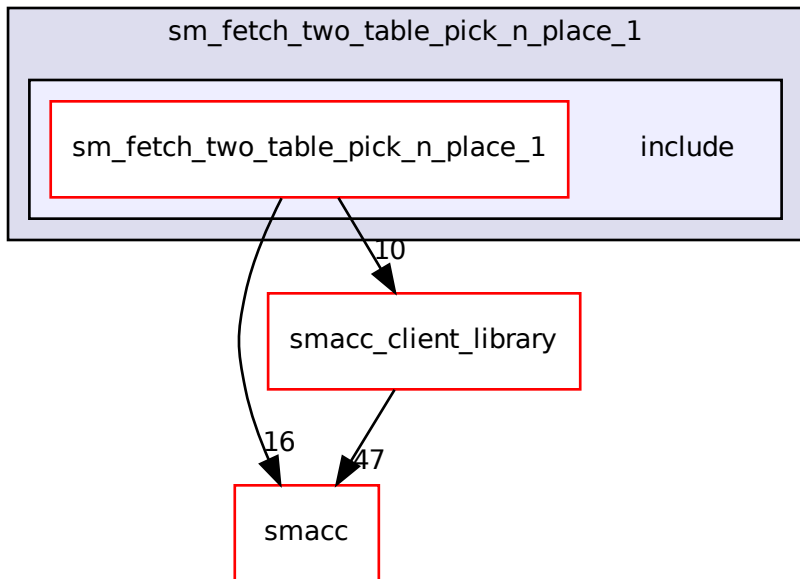 sm_fetch_two_table_pick_n_place_1
sm_fetch_two_table_pick_n_place_1
include
10
smacc_client_library
16
47
smacc